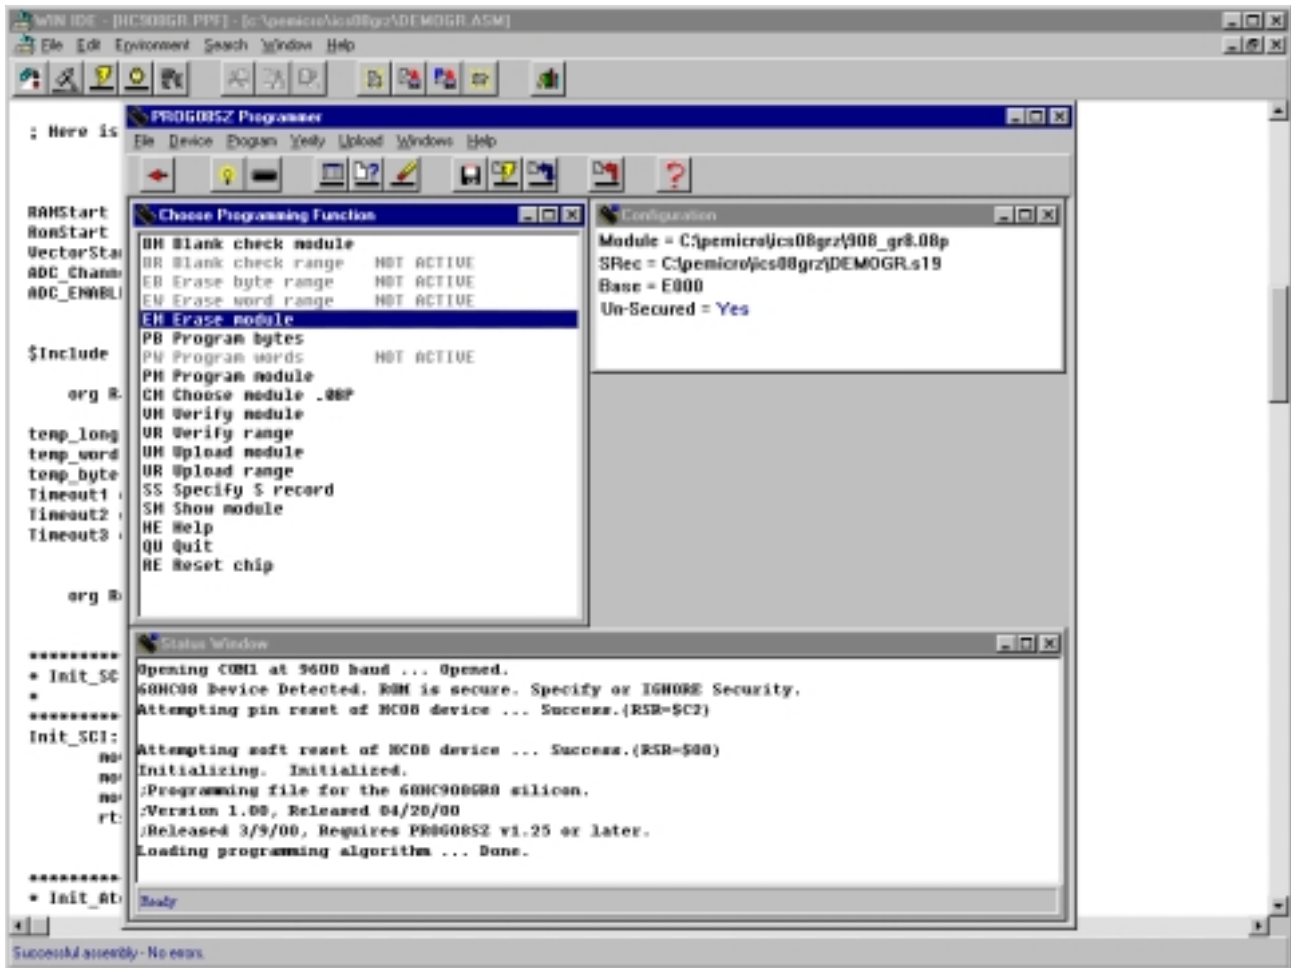 WIN IDE - [HC908GR.PPF] - [c:\pemicro\ics08grz\DEMOGR.ASM]
File Edit Environment Search Window Help
; Here is
RAMStart
RomStart
VectorStar
ADC_Chann
ADC_ENABL
$Include
org R
temp_long
temp_word
temp_byte
Timeout1
Timeout2
Timeout3
org R
*********
* Init_SC
*
*********
Init_SCI:
mo
mo
mo
rt
*********
* Init_At
PROG08SZ Programmer
File Device Program Verify Upload Windows Help
Choose Programming Function
BM Blank check module
BR Blank check range NOT ACTIVE
EB Erase byte range NOT ACTIVE
EW Erase word range NOT ACTIVE
EM Erase module
PB Program bytes
PW Program words NOT ACTIVE
PM Program module
CM Choose module .08P
VM Verify module
VR Verify range
UM Upload module
UR Upload range
SS Specify S record
SM Show module
HE Help
QU Quit
RE Reset chip
Configuration
Module = C:\pemicro\ics08grz\908_gr8.08p
SRec = C:\pemicro\ics08grz\DEMOGR.s19
Base = E000
Un-Secured = Yes
Status Window
Opening COM1 at 9600 baud ... Opened.
68HC08 Device Detected. ROM is secure. Specify or IGNORE Security.
Attempting pin reset of HC08 device ... Success.(RSR=$C2)
Attempting soft reset of HC08 device ... Success.(RSR=$00)
Initializing. Initialized.
;Programming file for the 68HC908GR8 silicon.
;Version 1.00, Released 04/20/00
;Released 3/9/00, Requires PROG08SZ v1.25 or later.
Loading programming algorithm ... Done.
Ready
Successful assembly - No errors.